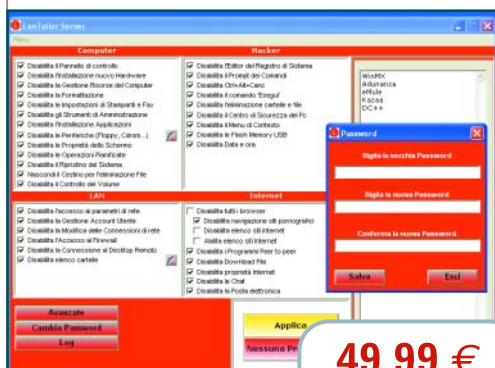 LanTailor Server
Menu
Computer
Disabilita il Pannello di controllo
Disabilita l'installazione nuovo Hardware
Disabilita la Gestione Risorse del Computer
Disabilita la Formattazione
Disabilita le Impostazioni di Stampanti e Fax
Disabilita gli Strumenti di Amministrazione
Disabilita l'installazione Applicazioni
Disabilita le Periferiche (Floppy, Cdrom...)
Disabilita le Proprietà dello Schermo
Disabilita le Operazioni Pianificate
Disabilita il Ripristino del Sistema
Nascondi il Cestino per l'eliminazione File
Disabilita il Controllo del Volume
Hacker
Disabilita l'Editor del Registro di Sistema
Disabilita il Prompt dei Comandi
Disabilita Ctrl+Alt+Canc
Disabilita il comando 'Esegui'
Disabilita l'eliminazione cartelle e file
Disabilita il Centro di Sicurezza del Pc
Disabilita il Menu di Contesto
Disabilita le Flash Memory USB
Disabilita Data e ora
WinMX
Adunanza
eMule
Kazaa
DC++
Password
Digita la vecchia Password
Digita la nuova Password
Conferma la nuova Password
Salva
Esci
LAN
Disabilita l'accesso ai parametri di rete
Disabilita la Gestione Account Utente
Disabilita la Modifica delle Connessioni di rete
Disabilita l'Accesso al Firewall
Disabilita la Connessione al Desktop Remoto
Disabilita elenco cartelle
Internet
Disabilita tutti i browser
Disabilita navigazione siti pornografici
Disabilita elenco siti internet
Abilita elenco siti internet
Disabilita i Programmi Peer to peer
Disabilita Download File
Disabilita proprietà Internet
Disabilita le Chat
Disabilita la Posta elettronica
Avanzate
Cambia Password
Log
Applica
Nessuna
49,99 €